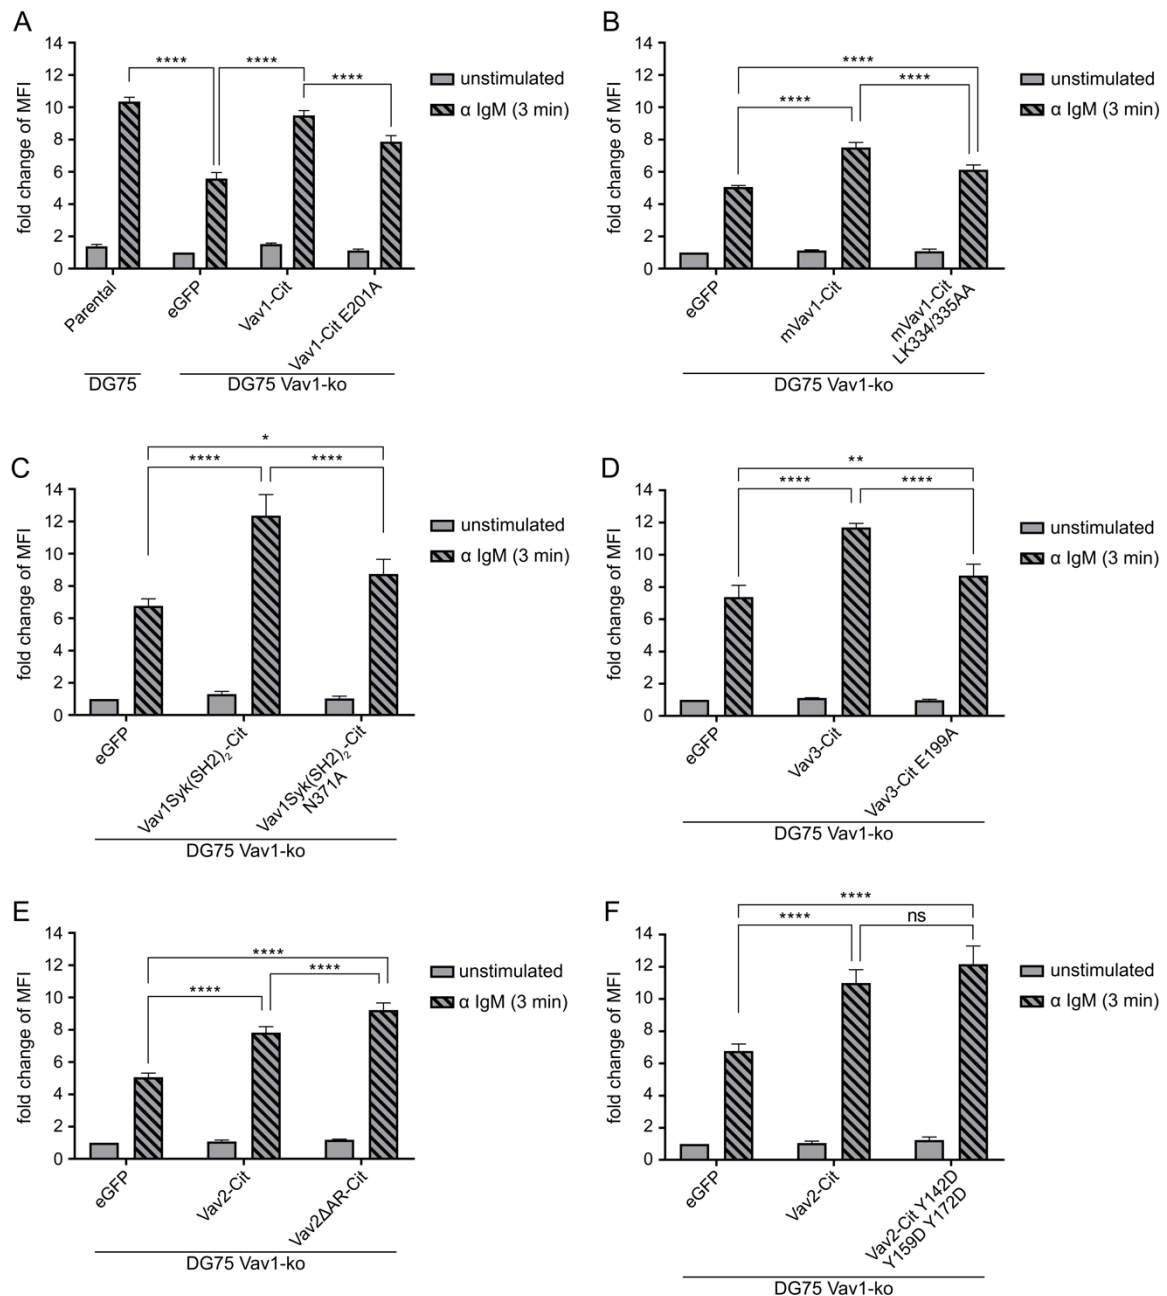 A
fold change of MFI
14
12
10
8
6
4
2
0
****
****
****
unstimulated
α IgM (3 min)
Parental
eGFP
Vav1-Cit
Vav1-Cit E201A
DG75
DG75 Vav1-ko
B
fold change of MFI
14
12
10
8
6
4
2
0
****
****
****
unstimulated
α IgM (3 min)
eGFP
mVav1-Cit
mVav1-Cit
LK334/335AA
DG75 Vav1-ko
C
fold change of MFI
14
12
10
8
6
4
2
0
*
****
****
unstimulated
α IgM (3 min)
eGFP
Vav1Syk(SH2)₂-Cit
Vav1Syk(SH2)₂-Cit
N371A
DG75 Vav1-ko
D
fold change of MFI
14
12
10
8
6
4
2
0
**
****
****
unstimulated
α IgM (3 min)
eGFP
Vav3-Cit
Vav3-Cit E199A
DG75 Vav1-ko
E
fold change of MFI
14
12
10
8
6
4
2
0
****
****
****
unstimulated
α IgM (3 min)
eGFP
Vav2-Cit
Vav2ΔAR-Cit
DG75 Vav1-ko
F
fold change of MFI
14
12
10
8
6
4
2
0
****
****
ns
unstimulated
α IgM (3 min)
eGFP
Vav2-Cit
Vav2-Cit Y142D
Y159D Y172D
DG75 Vav1-ko